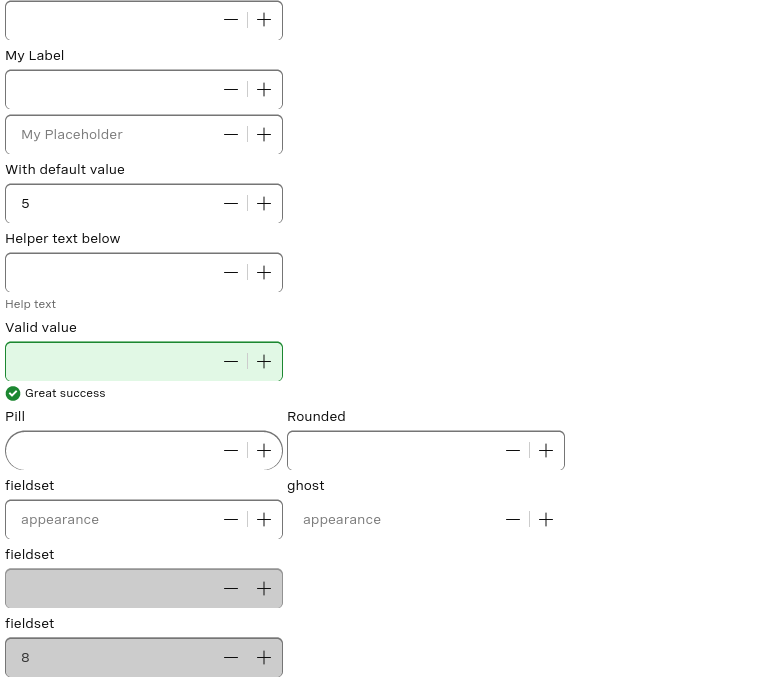 My Label
My Placeholder
With default value
5
Helper text below
Help text
Valid value
Great success
Pill
Rounded
fieldset
ghost
appearance
appearance
fieldset
fieldset
8